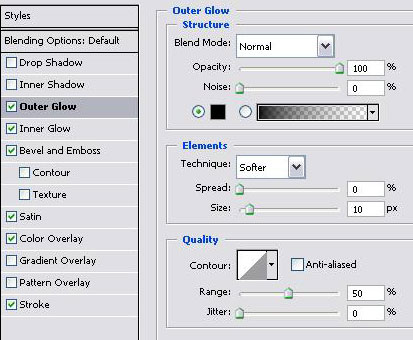 Styles
Blending Options: Default
Drop Shadow
Inner Shadow
Outer Glow
Inner Glow
Bevel and Emboss
Contour
Texture
Satin
Color Overlay
Gradient Overlay
Pattern Overlay
Stroke
Outer Glow
Structure
Blend Mode: Normal
Opacity: 100 %
Noise: 0 %
Elements
Technique: Softer
Spread: 0 %
Size: 10 px
Quality
Contour: Anti-aliased
Range: 50 %
Jitter: 0 %